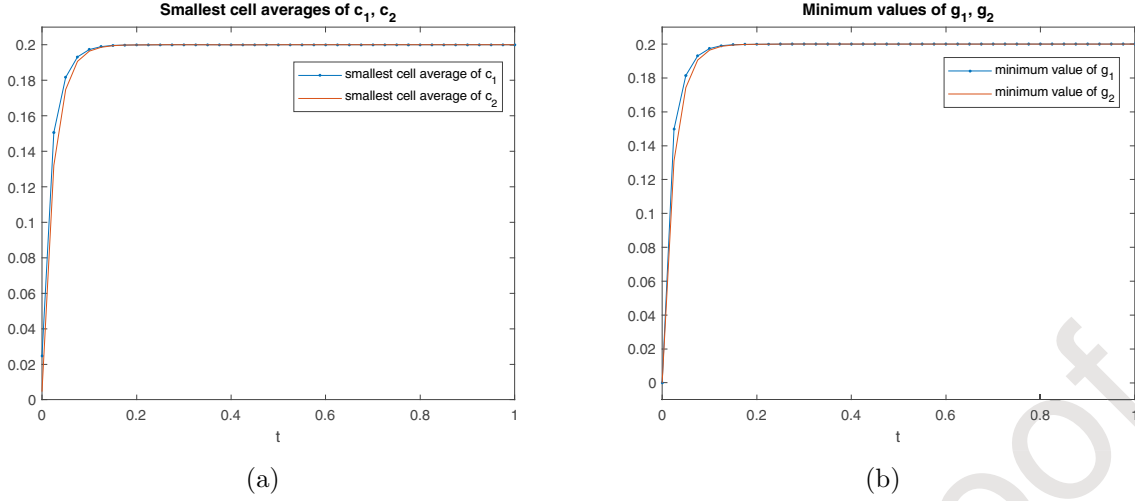 Smallest cell averages of c1, c2
0.2
0.18
0.16
0.14
0.12
0.1
0.08
0.06
0.04
0.02
0
smallest cell average of c1
smallest cell average of c2
0 0.2 0.4 0.6 0.8 1
t
(a)
Minimum values of g1, g2
0.2
0.18
0.16
0.14
0.12
0.1
0.08
0.06
0.04
0.02
0
minimum value of g1
minimum value of g2
0 0.2 0.4 0.6 0.8 1
t
(b)
oof